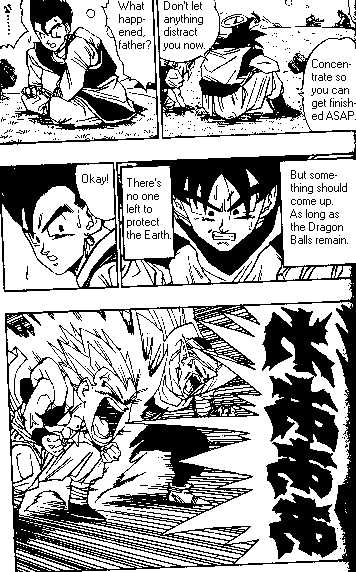 What
happ-
ened,
father?
Don't let
anything
distract
you now.
Concen-
trate so
you can
get finish-
ed ASAP.
Okay!
There's
no one
left to
protect
the Earth.
But some-
thing should
come up.
As long as
the Dragon
Balls remain.